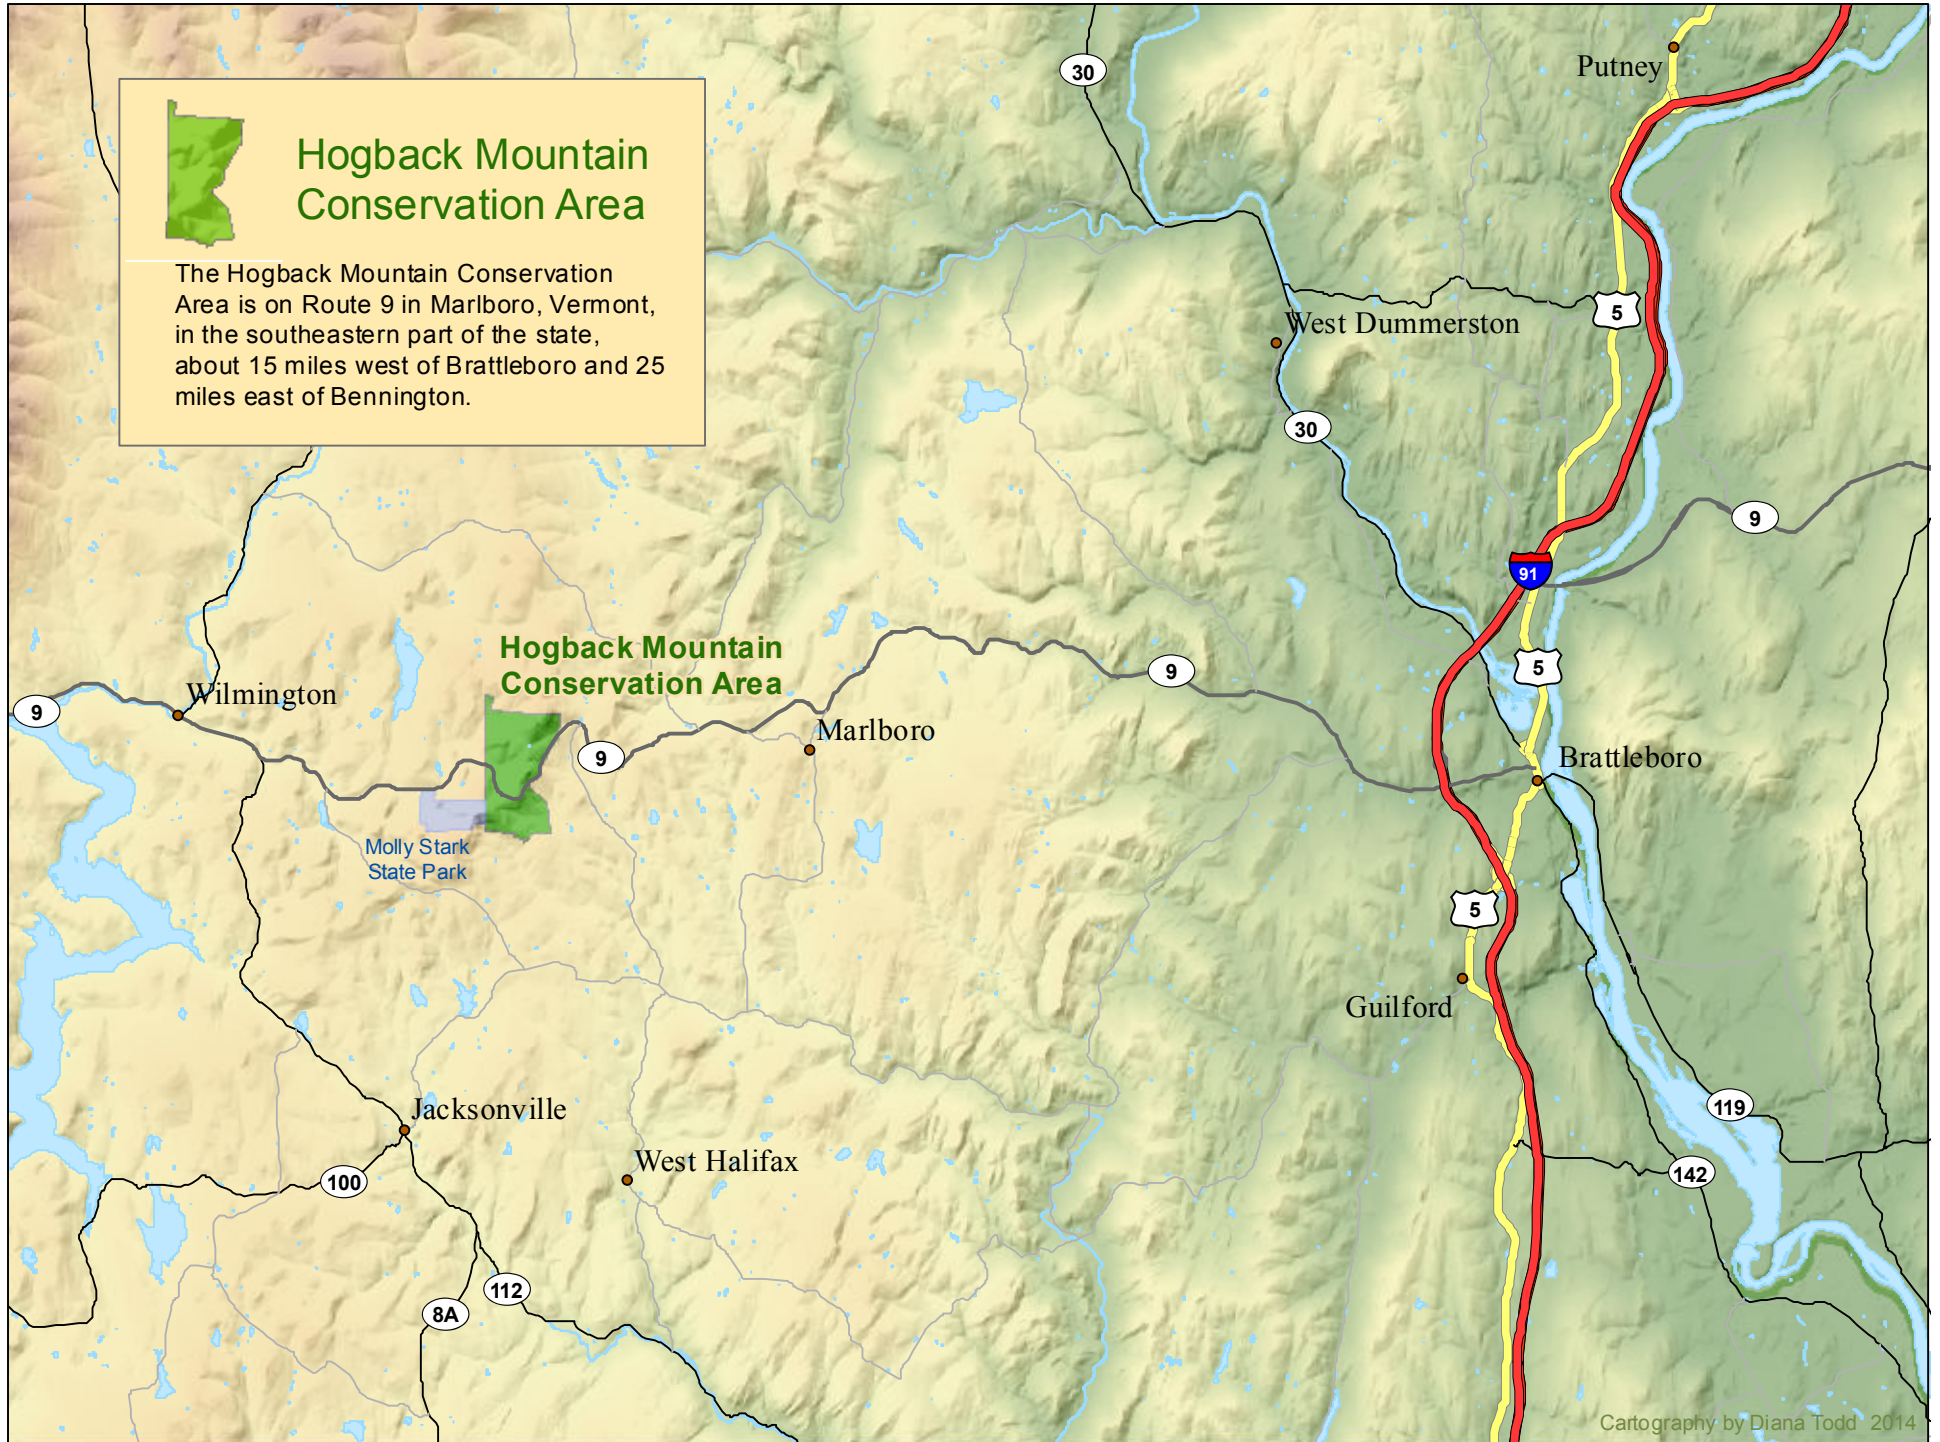 Hogback Mountain
Conservation Area
The Hogback Mountain Conservation
Area is on Route 9 in Marlboro, Vermont,
in the southeastern part of the state,
about 15 miles west of Brattleboro and 25
miles east of Bennington.
30
Putney
5
West Dummerston
30
9
91
Hogback Mountain
Conservation Area
9
5
Wilmington
9
Marlboro
9
Brattleboro
Molly Stark
State Park
5
Guilford
Jacksonville
119
West Halifax
100
142
112
8A
Cartography by Diana Todd 2014